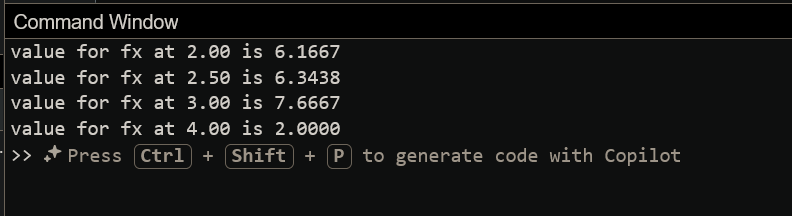 Command Window
value for fx at 2.00 is 6.1667
value for fx at 2.50 is 6.3438
value for fx at 3.00 is 7.6667
value for fx at 4.00 is 2.0000
>> Press Ctrl + Shift + P to generate code with Copilot